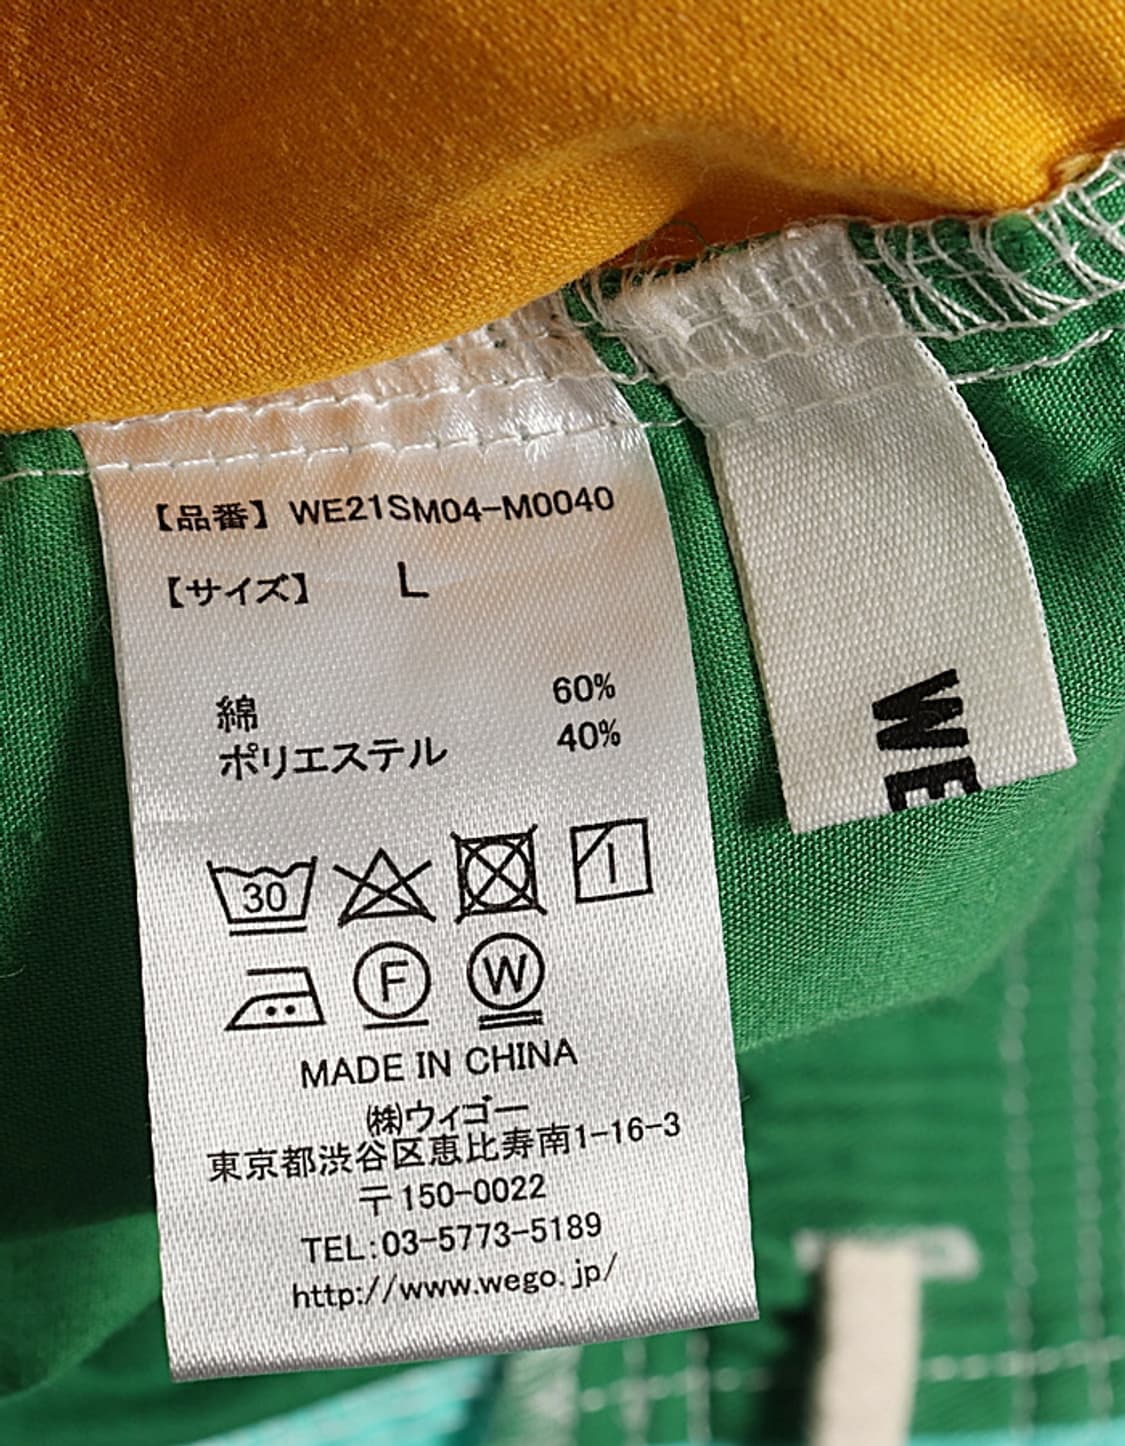 【品番】 WE21SM04-M0040
【サイズ】 L
綿 60%
ポリエステル 40%
30
F W
MADE IN CHINA
㈱ウィゴー
東京都渋谷区恵比寿南1-16-3
〒150-0022
TEL:03-5773-5189
http://www.wego.jp/
WE